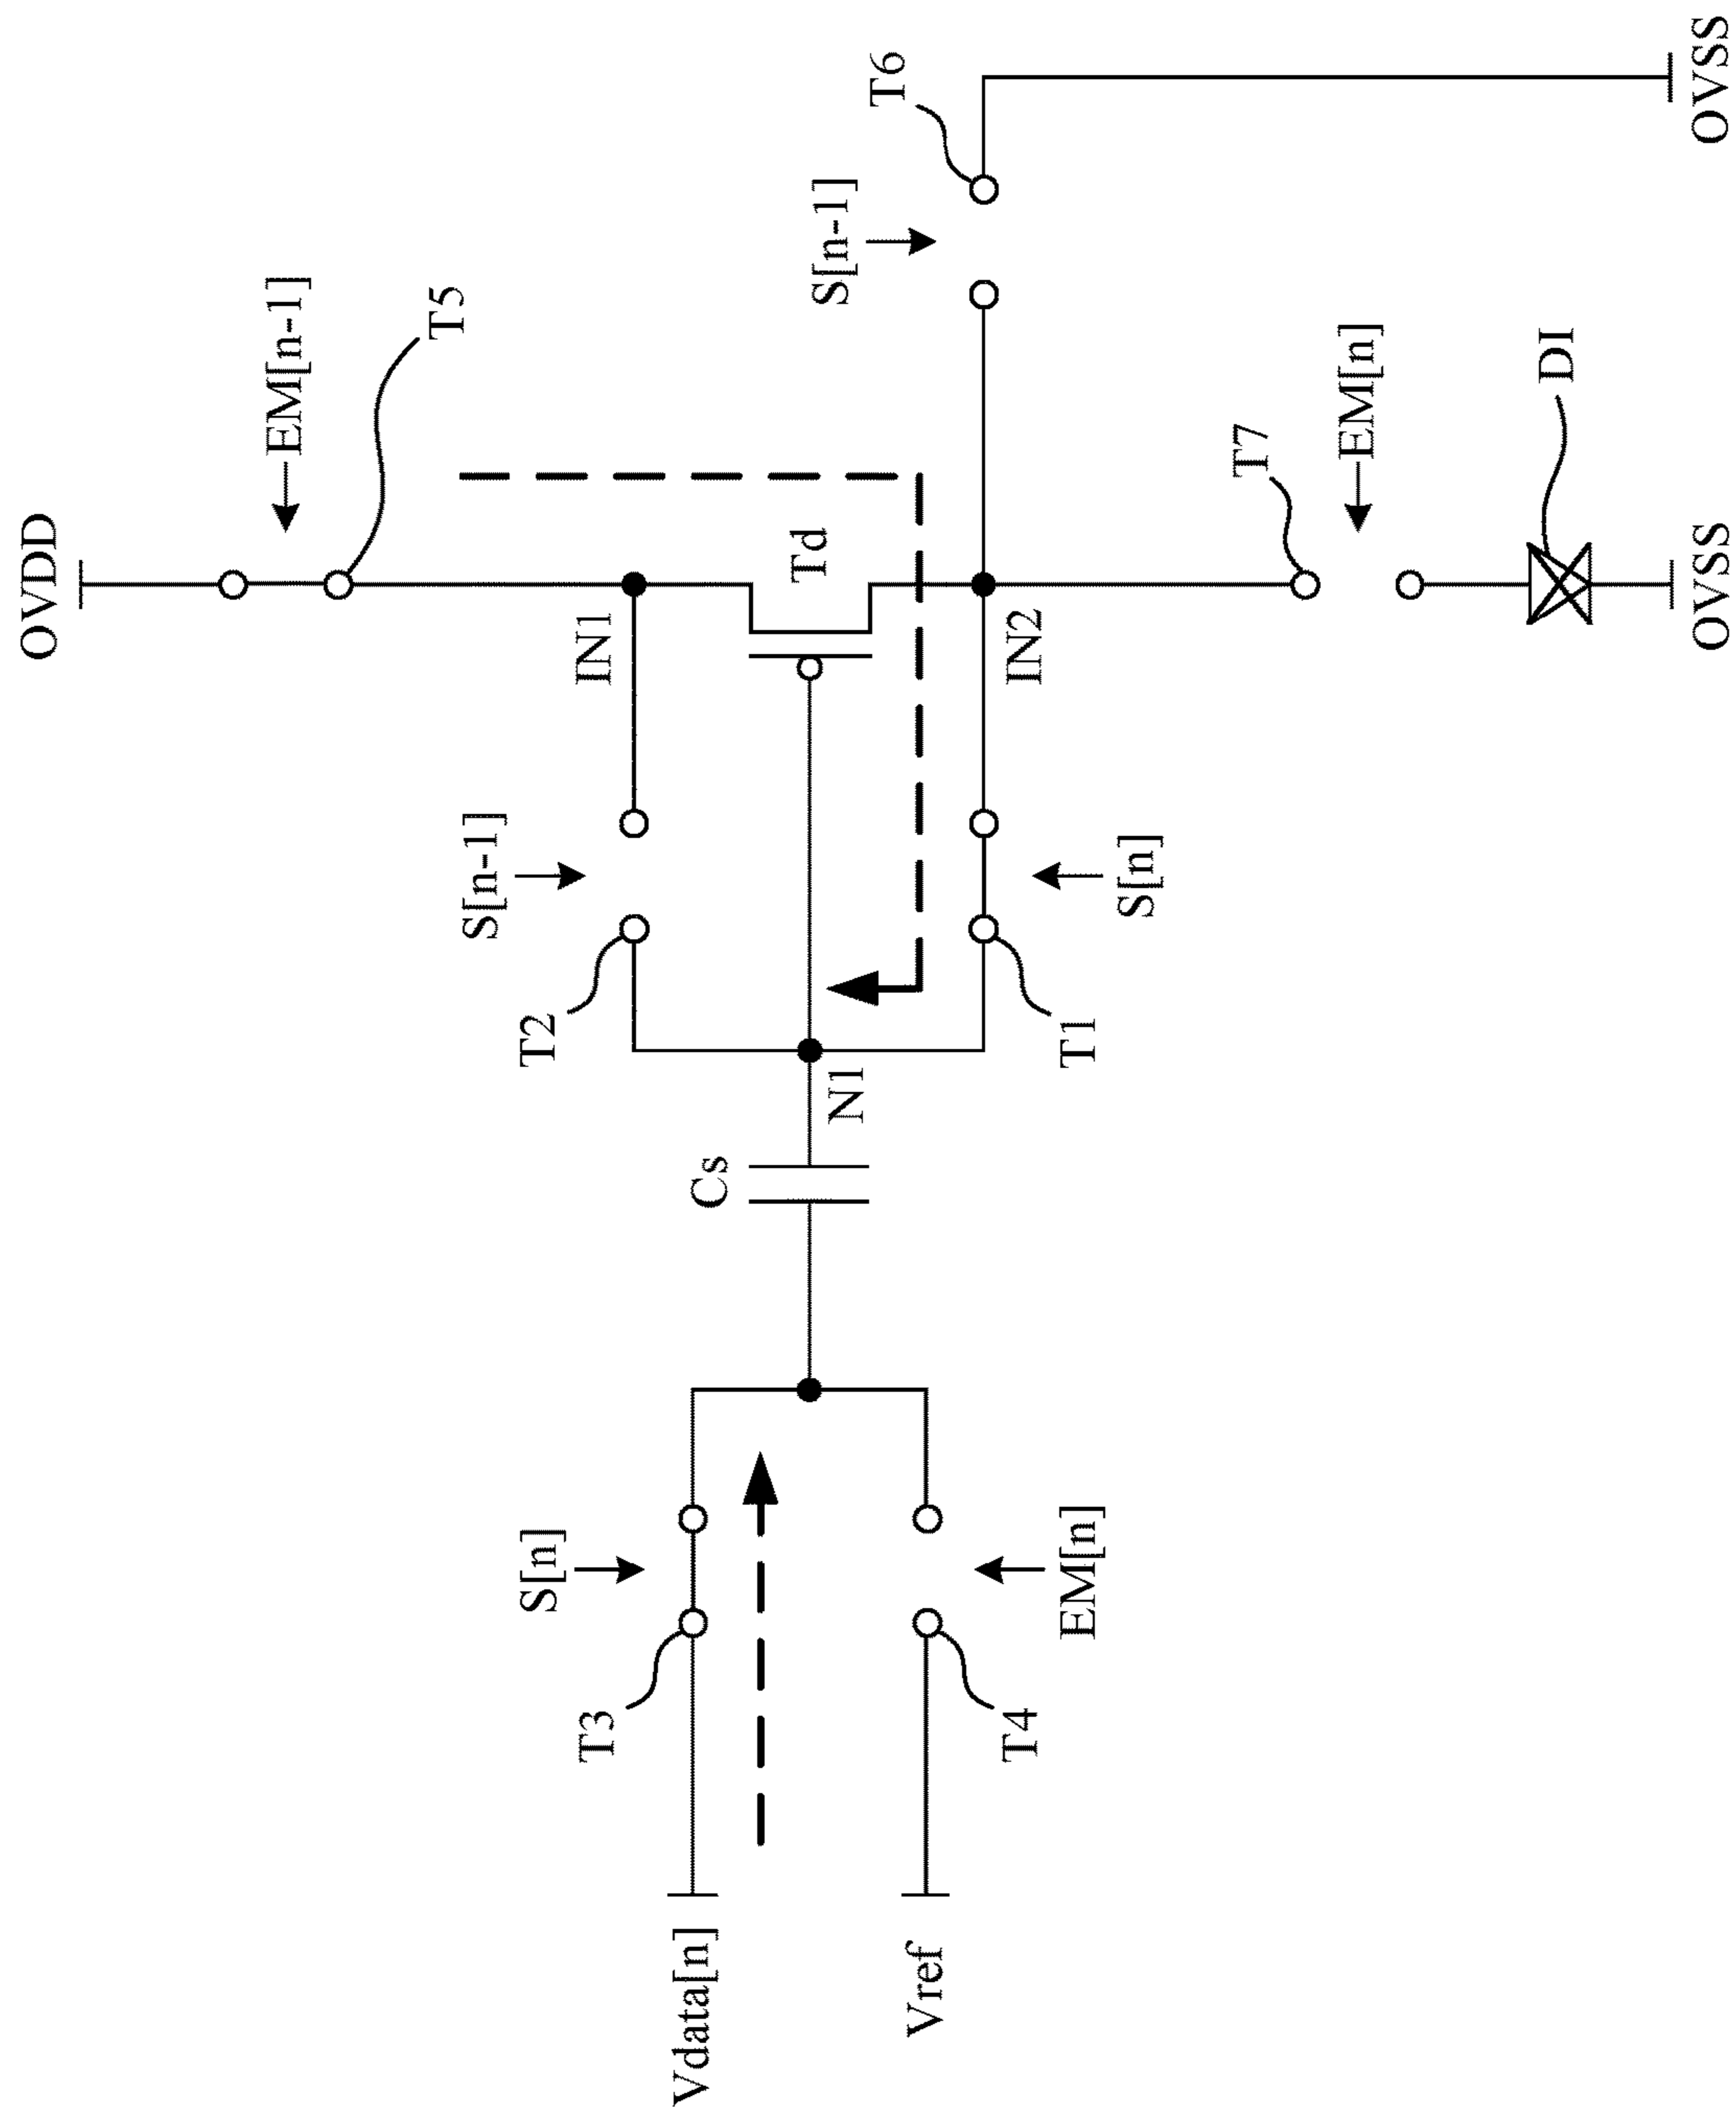 OVDD
EM[n-1]
T5
S[n-1]
T6
IN1
Td
S[n-1]
T2
Cs
N1
IN2
T1
S[n]
T7
EM[n]
DI
OVSS
OVSS
S[n]
T3
EM[n]
T4
Vdata[n]
Vref